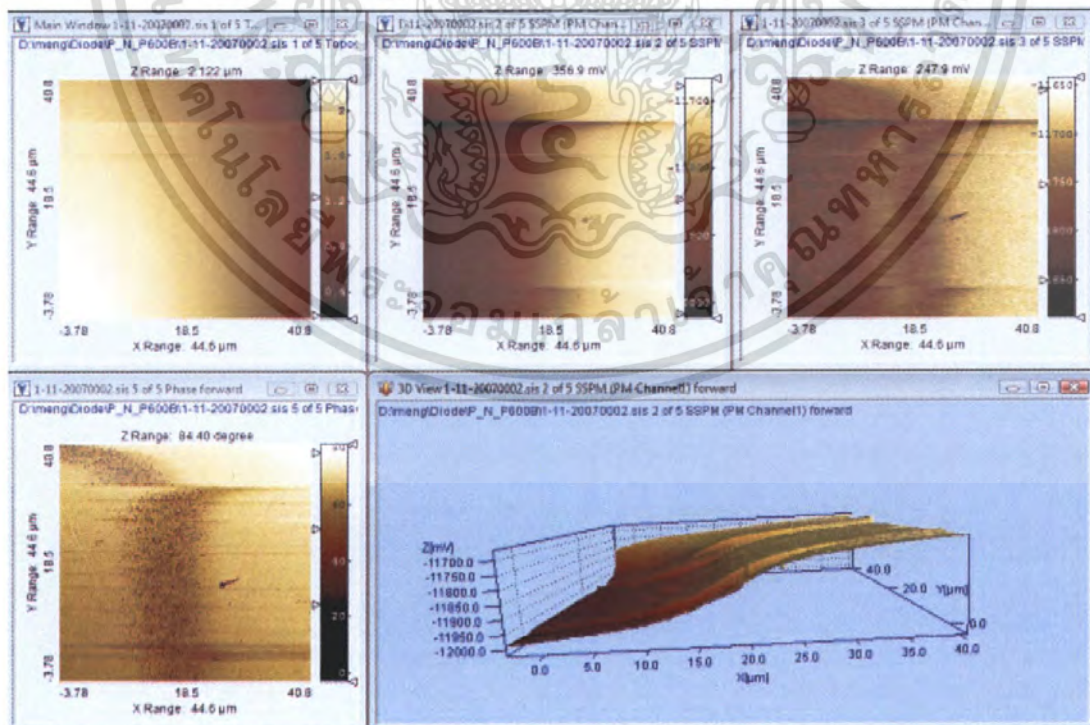 Main Window 1-11-20070002.sis 1 of 5 T...
D:\meng\Diode\P_N_P600B\1-11-20070002.sis 1 of 5 Topo
Z Range: 2.122 µm
40.8
Y Range: 44.6 µm
18.5
-3.78
-3.78 18.5 40.8
X Range: 44.6 µm
1-11-20070002.sis 2 of 5 SSPM (PM Chan...
D:\meng\Diode\P_N_P600B\1-11-20070002.sis 2 of 5 SSPM
Z Range: 356.9 mV
40.8
-11700
Y Range: 44.6 µm
18.5
-3.78
-3.78 18.5 40.8
X Range: 44.6 µm
1-11-20070002.sis 3 of 5 SSPM (PM Chan...
D:\meng\Diode\P_N_P600B\1-11-20070002.sis 3 of 5 SSPM
Z Range: 247.9 mV
40.8
-11650
-11700
Y Range: 44.6 µm
18.5
-3.78
-3.78 18.5 40.8
X Range: 44.6 µm
1-11-20070002.sis 5 of 5 Phase forward
D:\meng\Diode\P_N_P600B\1-11-20070002.sis 5 of 5 Phas
Z Range: 84.40 degree
40.8
80
60
Y Range: 44.6 µm
18.5
40
20
-3.78
0
-3.78 18.5 40.8
X Range: 44.6 µm
3D View 1-11-20070002.sis 2 of 5 SSPM (PM Channel1) forward
D:\meng\Diode\P_N_P600B\1-11-20070002.sis 2 of 5 SSPM (PM Channel1) forward
Z[mV]
-11700.0
-11750.0
-11800.0
-11850.0
-11900.0
-11950.0
-12000.0
0.0 5.0 10.0 15.0 20.0 25.0 30.0 35.0 40.0
X[µm]
40.0
20.0
Y[µm]
0.0